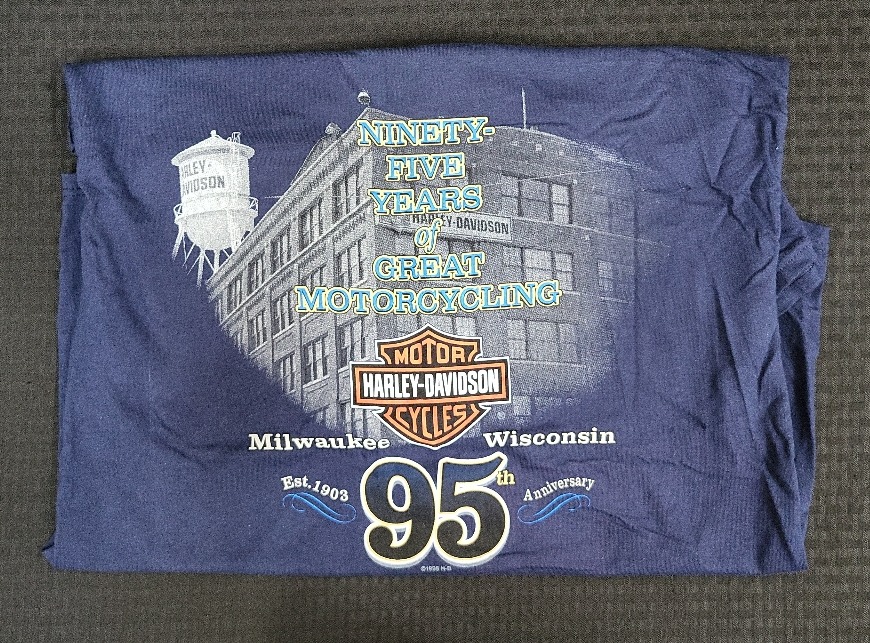 NINETY-
FIVE
YEARS
of
GREAT
MOTORCYCLING
HARLEY-
DAVIDSON
HARLEY-DAVIDSON
MOTOR
HARLEY-DAVIDSON
CYCLES
Milwaukee Wisconsin
Est. 1903 95th Anniversary
©1998 H-D